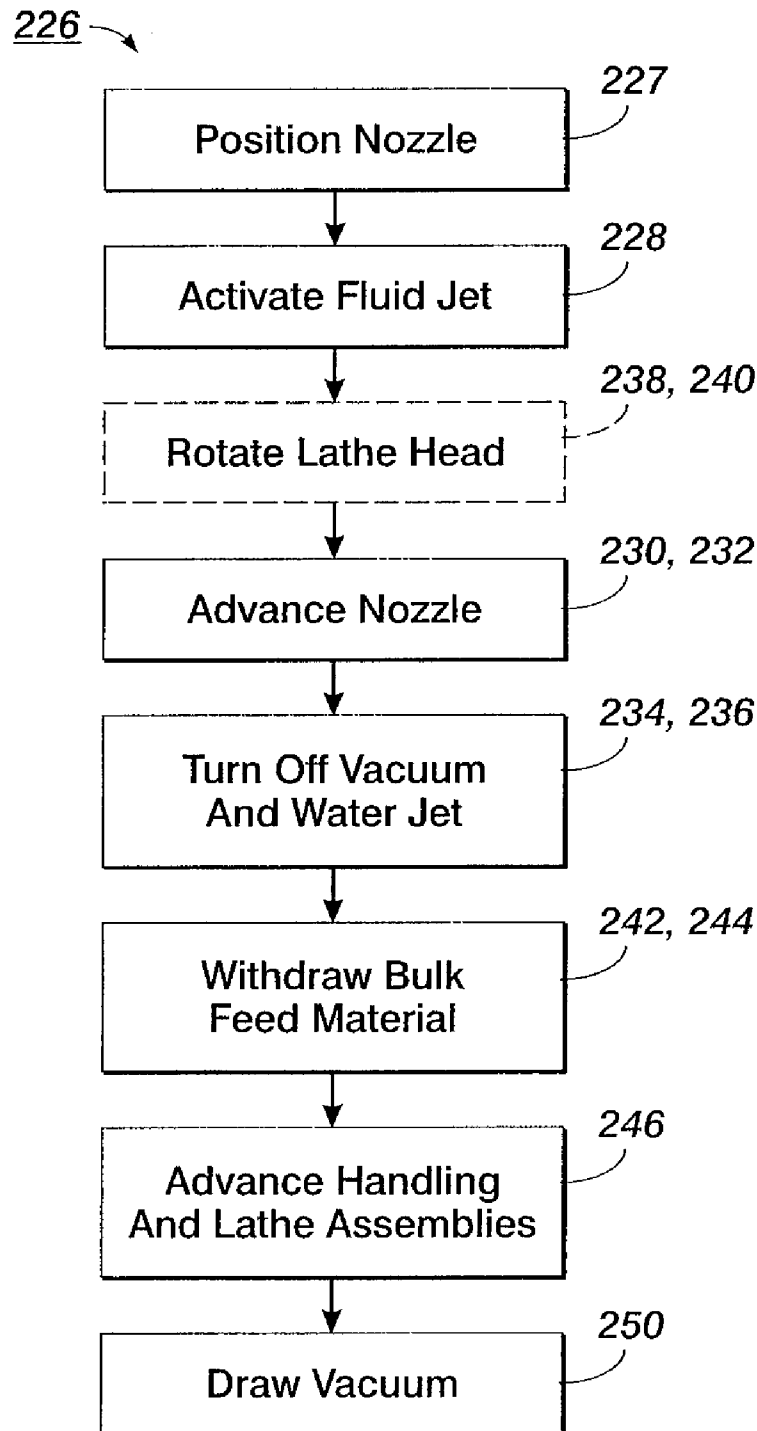 226
227
Position Nozzle
228
Activate Fluid Jet
238, 240
Rotate Lathe Head
230, 232
Advance Nozzle
234, 236
Turn Off Vacuum
And Water Jet
242, 244
Withdraw Bulk
Feed Material
246
Advance Handling
And Lathe Assemblies
250
Draw Vacuum